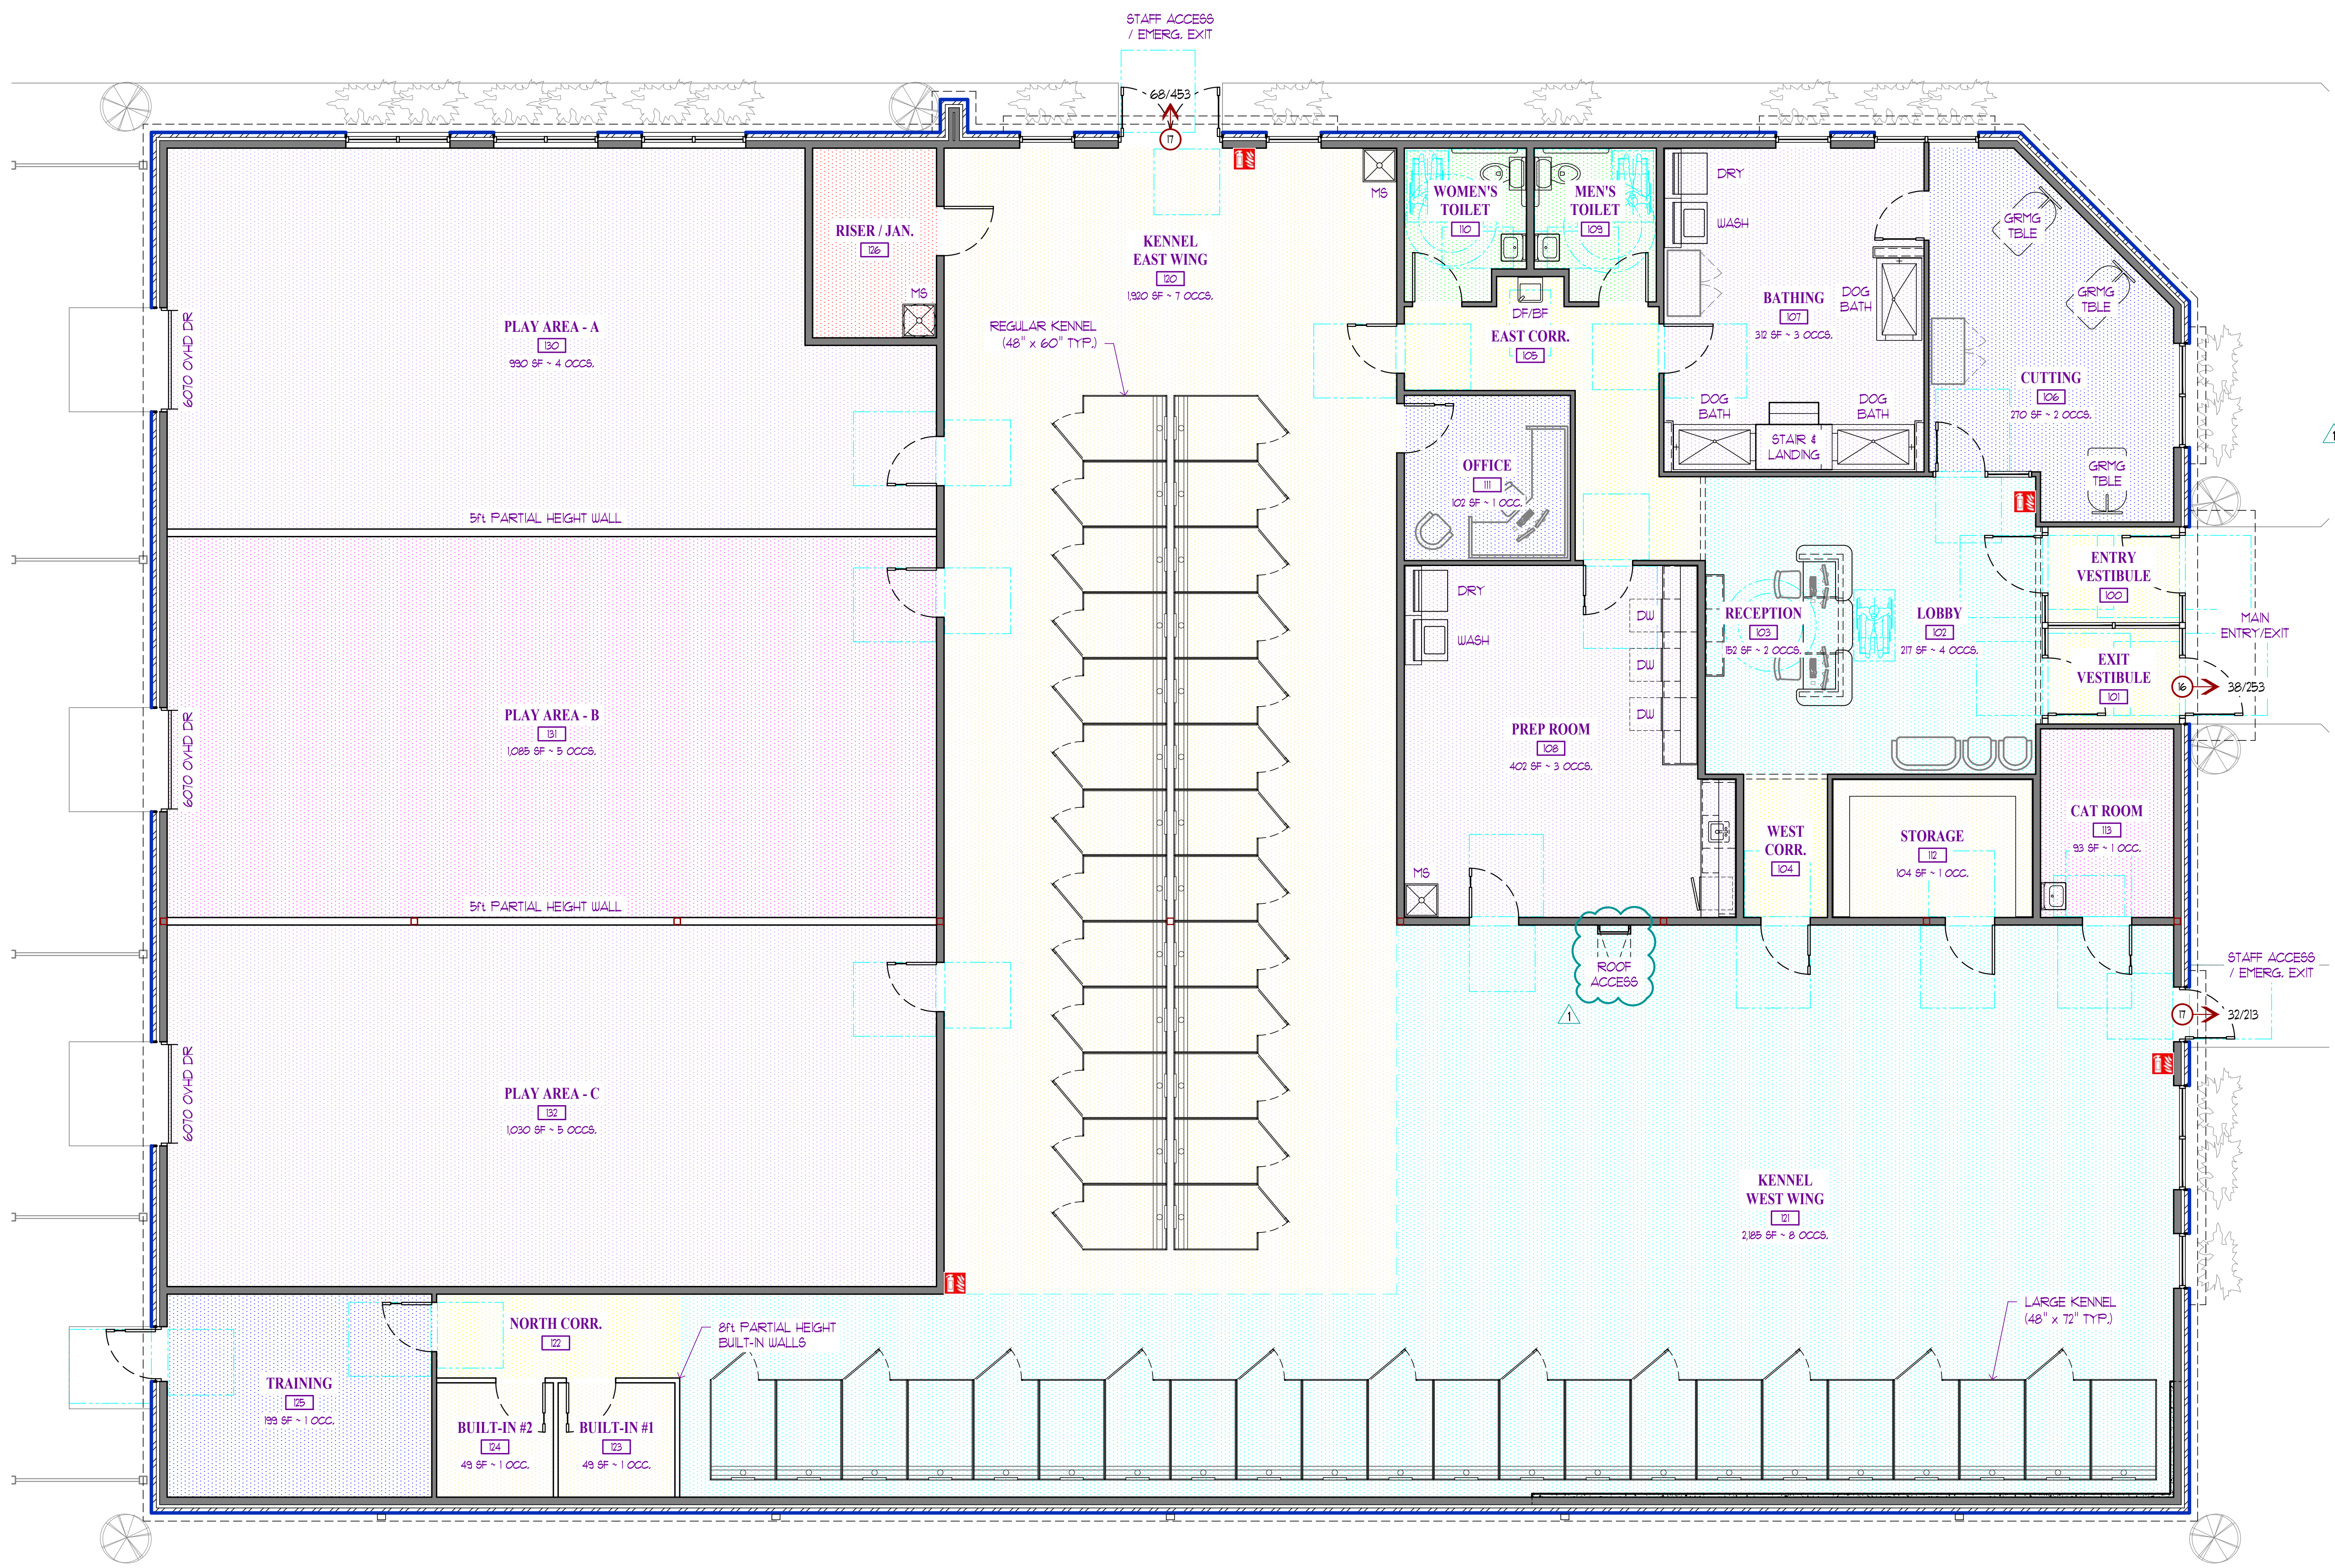 STAFF ACCESS
/ EMERG. EXIT
68/453
17
MS
WOMEN'S
TOILET
110
MEN'S
TOILET
109
DRY
WASH
GRMG
TBLE
GRMG
TBLE
RISER / JAN.
126
MS
KENNEL
EAST WING
120
1,920 SF ~ 7 OCCS.
REGULAR KENNEL
(48" x 60" TYP.)
DF/BF
EAST CORR.
105
BATHING
107
312 SF ~ 3 OCCS.
DOG
BATH
PLAY AREA - A
130
990 SF ~ 4 OCCS.
6070 OVHD DR
CUTTING
106
270 SF ~ 2 OCCS.
DOG
BATH
DOG
BATH
STAIR &
LANDING
GRMG
TBLE
1
OFFICE
111
102 SF ~ 1 OCC.
5ft PARTIAL HEIGHT WALL
ENTRY
VESTIBULE
100
DRY
WASH
DW
DW
DW
RECEPTION
103
152 SF ~ 2 OCCS.
LOBBY
102
217 SF ~ 4 OCCS.
MAIN
ENTRY/EXIT
EXIT
VESTIBULE
101
16
38/253
PLAY AREA - B
131
1,085 SF ~ 5 OCCS.
6070 OVHD DR
PREP ROOM
108
402 SF ~ 3 OCCS.
MS
WEST
CORR.
104
STORAGE
112
104 SF ~ 1 OCC.
CAT ROOM
113
93 SF ~ 1 OCC.
5ft PARTIAL HEIGHT WALL
ROOF
ACCESS
1
STAFF ACCESS
/ EMERG. EXIT
17
32/213
PLAY AREA - C
132
1,030 SF ~ 5 OCCS.
6070 OVHD DR
KENNEL
WEST WING
121
2,185 SF ~ 8 OCCS.
LARGE KENNEL
(48" x 72" TYP.)
NORTH CORR.
122
8ft PARTIAL HEIGHT
BUILT-IN WALLS
TRAINING
125
199 SF ~ 1 OCC.
BUILT-IN #2
124
49 SF ~ 1 OCC.
BUILT-IN #1
123
49 SF ~ 1 OCC.